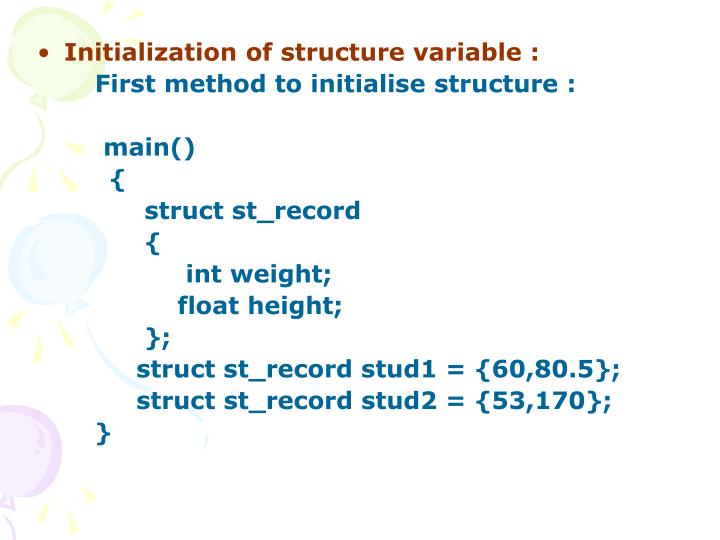 • Initialization of structure variable :
First method to initialise structure :
main()
{
struct st_record
{
int weight;
float height;
};
struct st_record stud1 = {60,80.5};
struct st_record stud2 = {53,170};
}